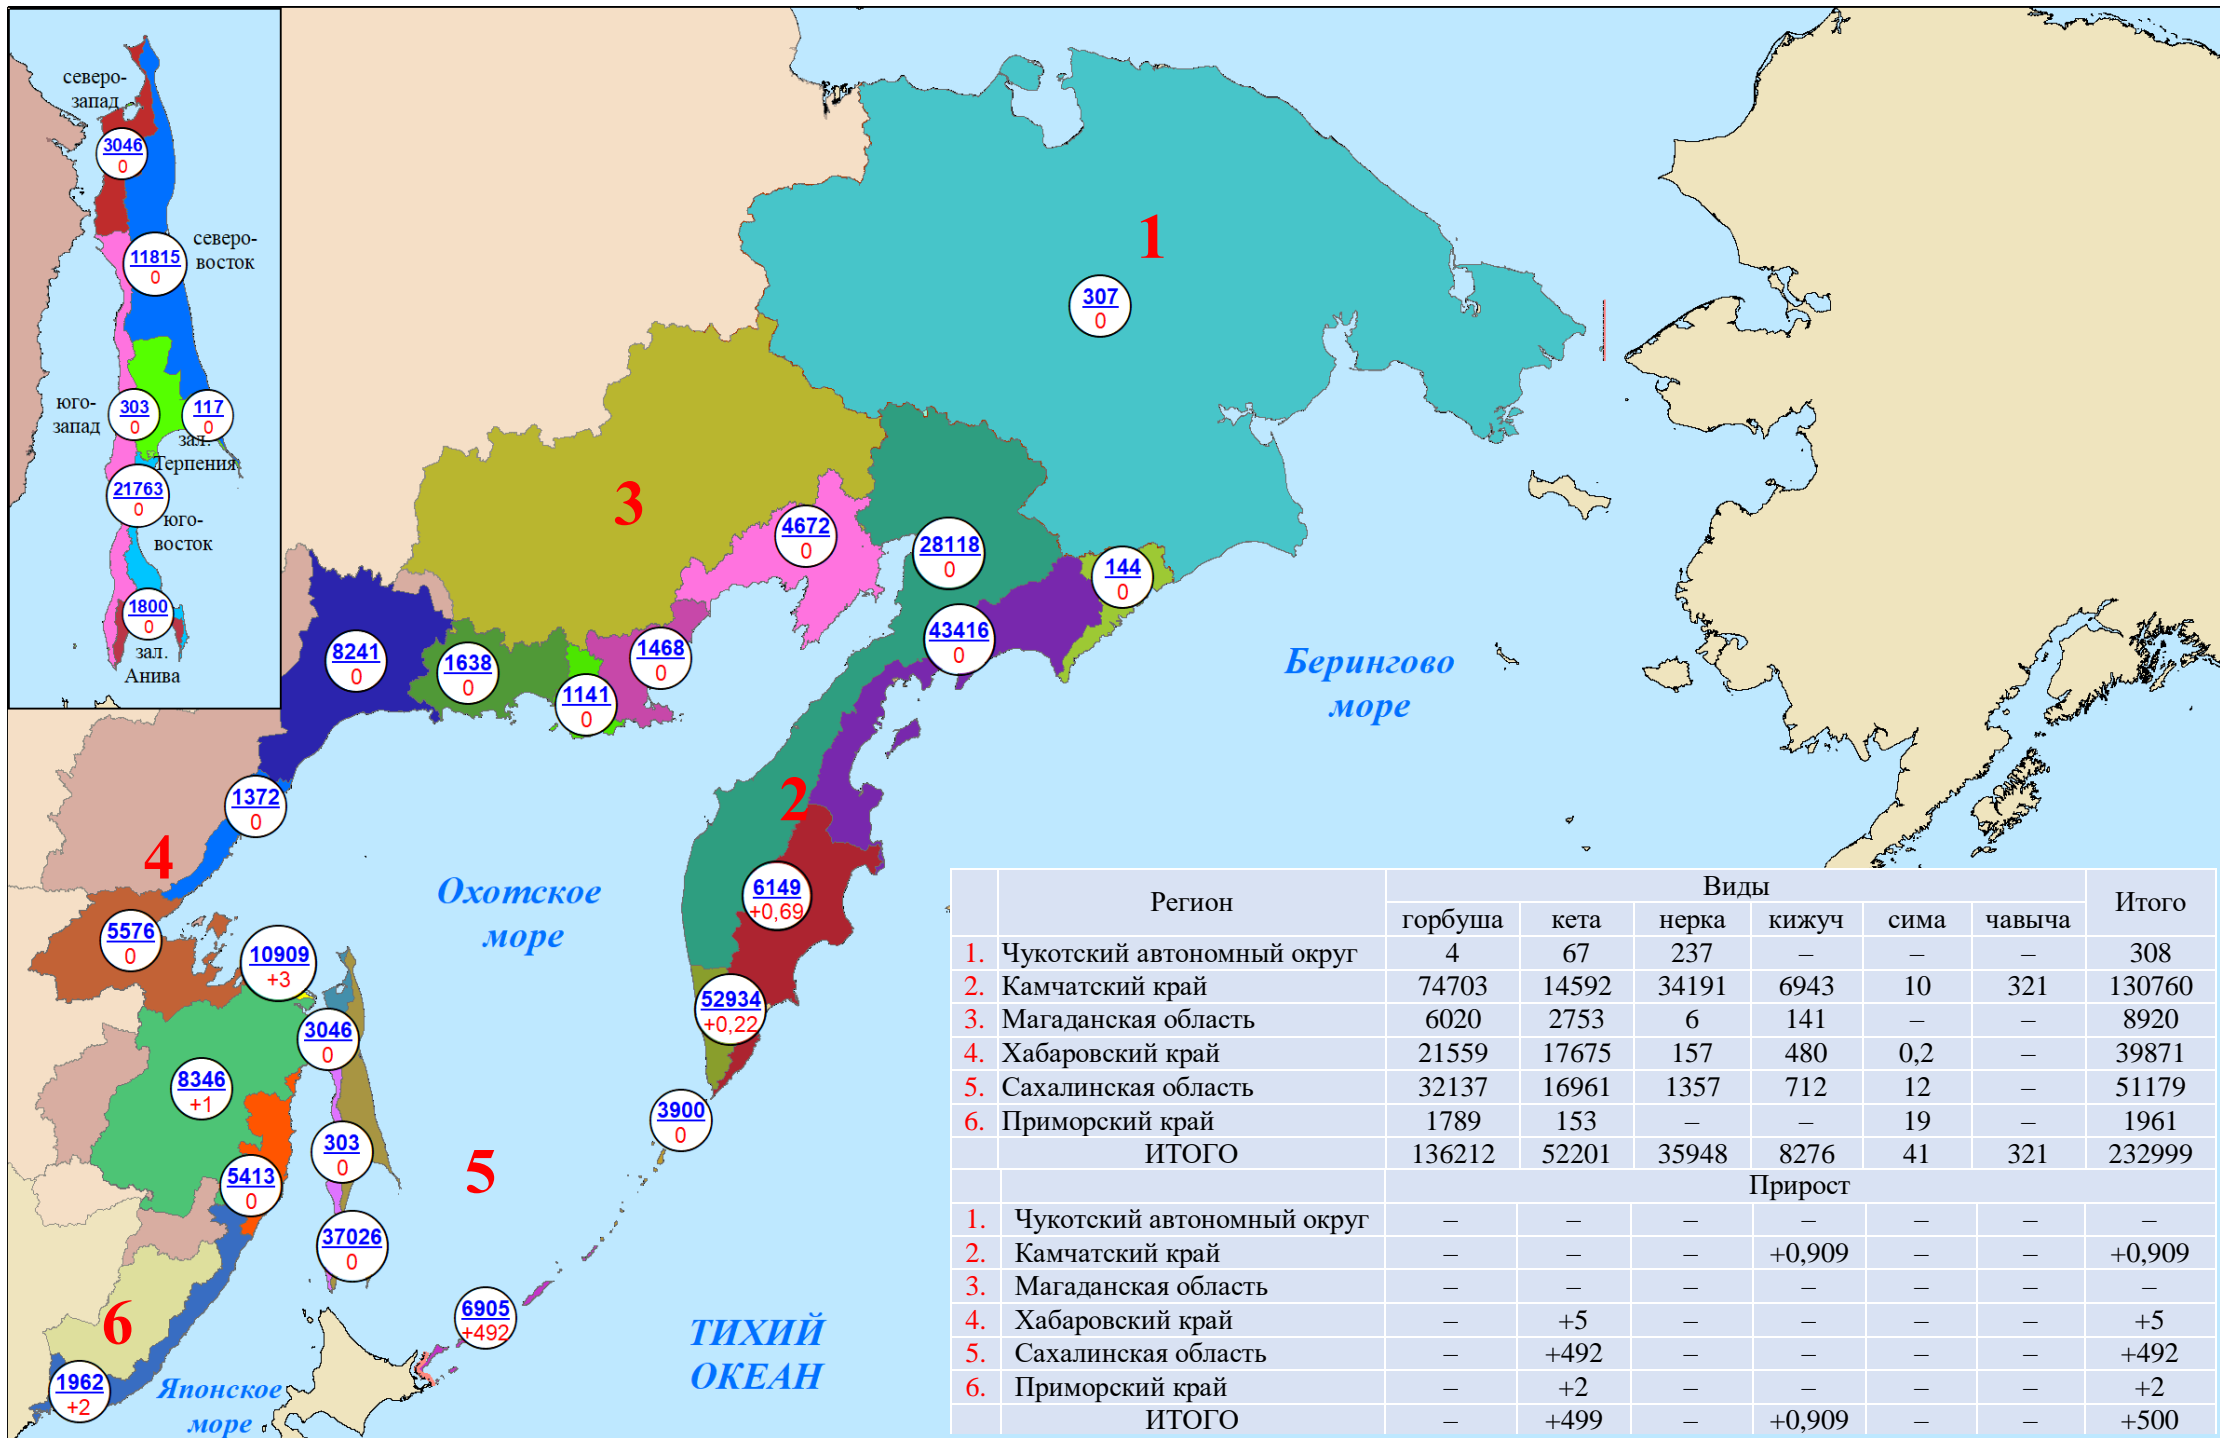 северо-
запад
3046
0
северо-
восток
11815
0
юго-
запад
303
0
117
0
зал.
Терпения
21763
0
юго-
восток
1800
0
зал.
Анива
1
307
0
3
4672
0
28118
0
144
0
43416
0
8241
0
1638
0
1141
0
1468
0
Берингово
море
1372
0
4
2
Охотское
море
6149
+0,69
5576
0
10909
+3
52934
+0,22
3046
0
8346
+1
3900
0
303
0
5
5413
0
37026
0
6905
+492
6
ТИХИЙ
ОКЕАН
1962
+2
Японское
море
Регион Виды Итого
горбуша кета нерка кижуч сима чавыча
1. Чукотский автономный округ 4 67 237 – – – 308
2. Камчатский край 74703 14592 34191 6943 10 321 130760
3. Магаданская область 6020 2753 6 141 – – 8920
4. Хабаровский край 21559 17675 157 480 0,2 – 39871
5. Сахалинская область 32137 16961 1357 712 12 – 51179
6. Приморский край 1789 153 – – 19 – 1961
ИТОГО 136212 52201 35948 8276 41 321 232999
Прирост
1. Чукотский автономный округ – – – – – – –
2. Камчатский край – – – +0,909 – – +0,909
3. Магаданская область – – – – – – –
4. Хабаровский край – +5 – – – – +5
5. Сахалинская область – +492 – – – – +492
6. Приморский край – +2 – – – – +2
ИТОГО – +499 – +0,909 – – +500